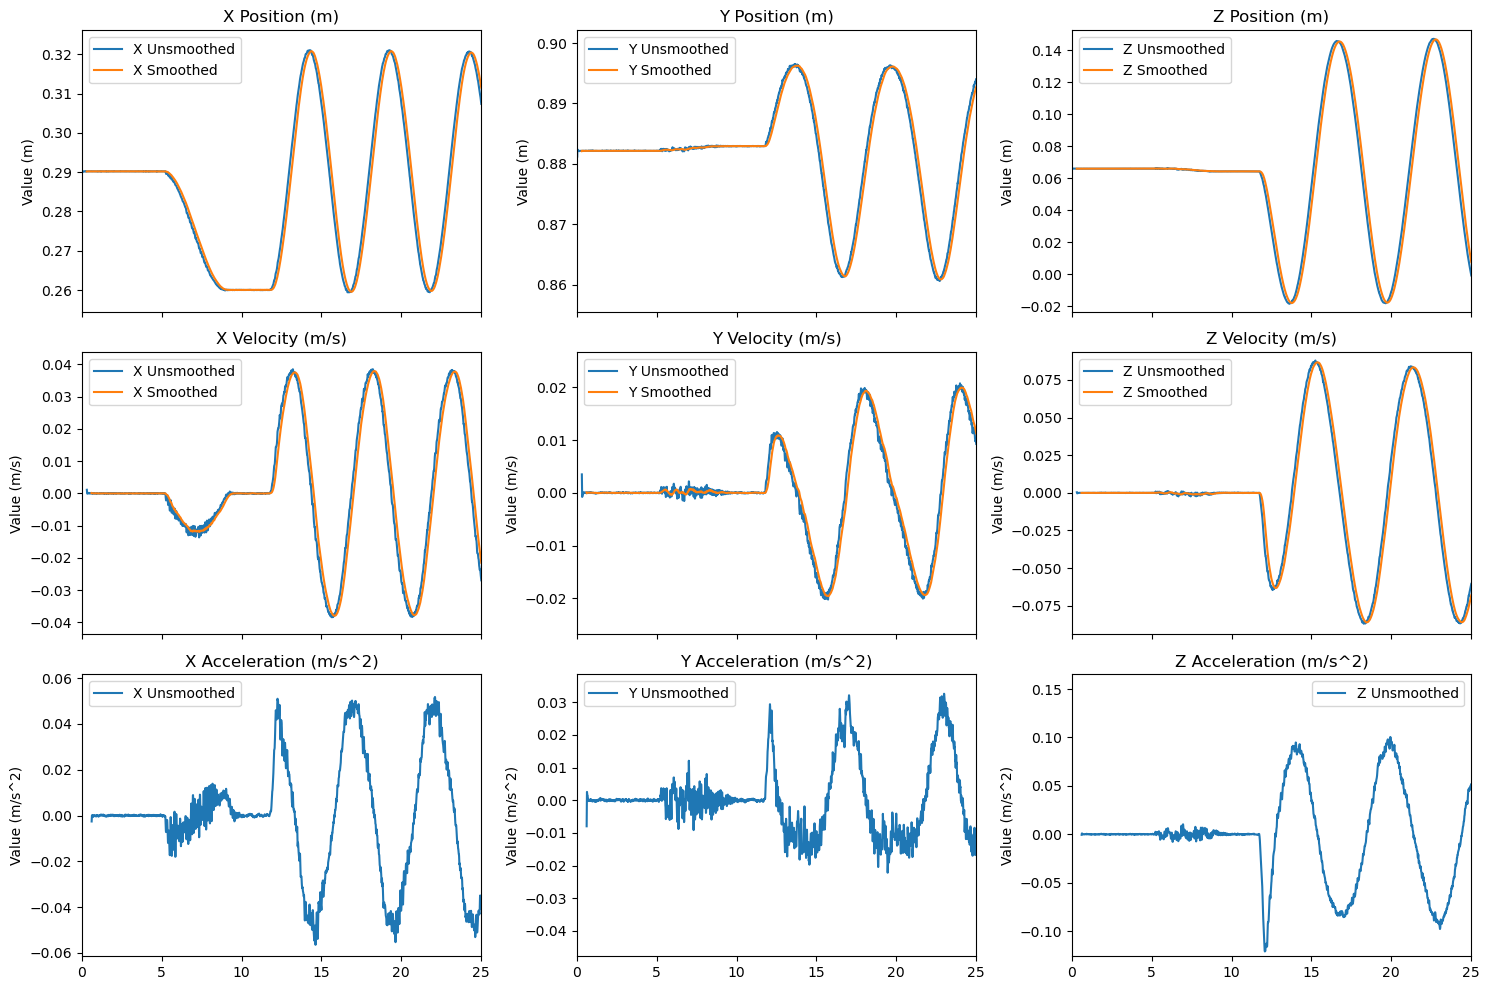 X Position (m)
X Unsmoothed
X Smoothed
Value (m)
0.32
0.31
0.30
0.29
0.28
0.27
0.26
Y Position (m)
Y Unsmoothed
Y Smoothed
Value (m)
0.90
0.89
0.88
0.87
0.86
Z Position (m)
Z Unsmoothed
Z Smoothed
Value (m)
0.14
0.12
0.10
0.08
0.06
0.04
0.02
0.00
−0.02
X Velocity (m/s)
X Unsmoothed
X Smoothed
Value (m/s)
0.04
0.03
0.02
0.01
0.00
−0.01
−0.02
−0.03
−0.04
Y Velocity (m/s)
Y Unsmoothed
Y Smoothed
Value (m/s)
0.02
0.01
0.00
−0.01
−0.02
Z Velocity (m/s)
Z Unsmoothed
Z Smoothed
Value (m/s)
0.075
0.050
0.025
0.000
−0.025
−0.050
−0.075
X Acceleration (m/s^2)
X Unsmoothed
Value (m/s^2)
0.06
0.04
0.02
0.00
−0.02
−0.04
−0.06
0 5 10 15 20 25
Y Acceleration (m/s^2)
Y Unsmoothed
Value (m/s^2)
0.03
0.02
0.01
0.00
−0.01
−0.02
−0.03
−0.04
0 5 10 15 20 25
Z Acceleration (m/s^2)
Z Unsmoothed
Value (m/s^2)
0.15
0.10
0.05
0.00
−0.05
−0.10
0 5 10 15 20 25